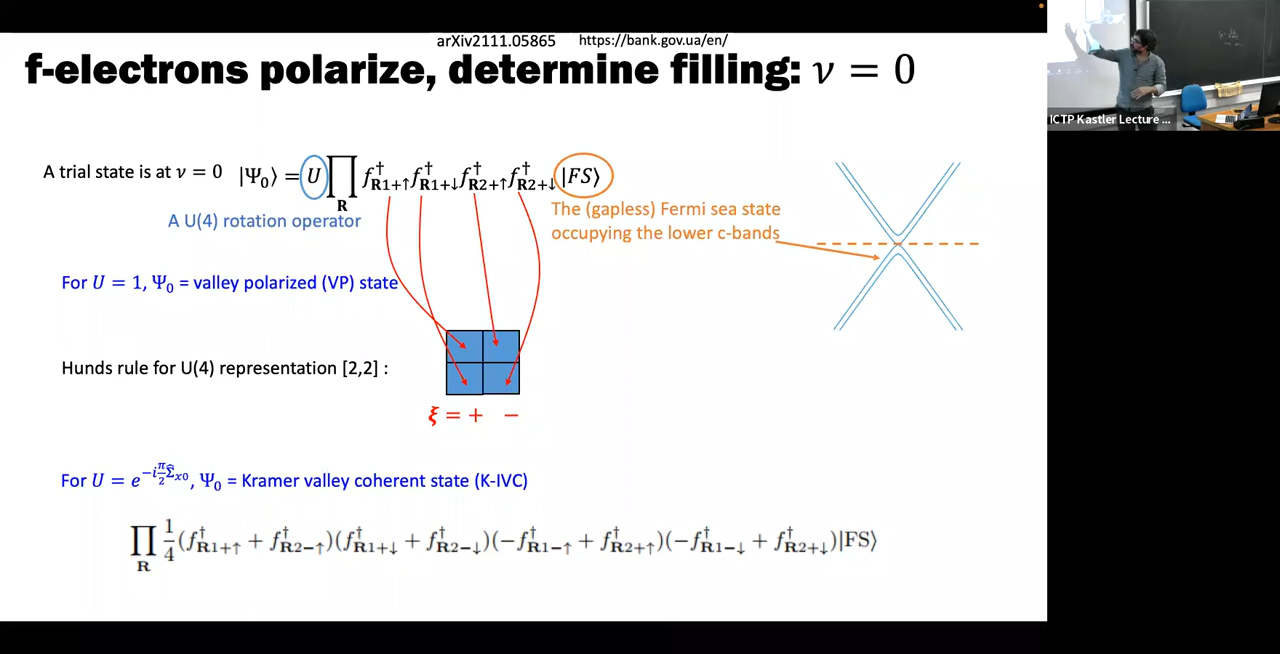 arXiv2111.05865 https://bank.gov.ua/en/
f-electrons polarize, determine filling: ν = 0
A trial state is at ν = 0 |Ψ₀⟩ = U ∏_R f†_{R1+↑} f†_{R1+↓} f†_{R2+↑} f†_{R2+↓} |FS⟩
A U(4) rotation operator
The (gapless) Fermi sea state
occupying the lower c-bands
For U = 1, Ψ₀ = valley polarized (VP) state
Hunds rule for U(4) representation [2,2] :
ξ = + −
For U = e^{−i(π/2)Σ̂_{x0}}, Ψ₀ = Kramer valley coherent state (K-IVC)
∏_R 1/4 (f†_{R1+↑} + f†_{R2−↑})(f†_{R1+↓} + f†_{R2−↓})(−f†_{R1−↑} + f†_{R2+↑})(−f†_{R1−↓} + f†_{R2+↓})|FS⟩
ICTP Kastler Lecture ...